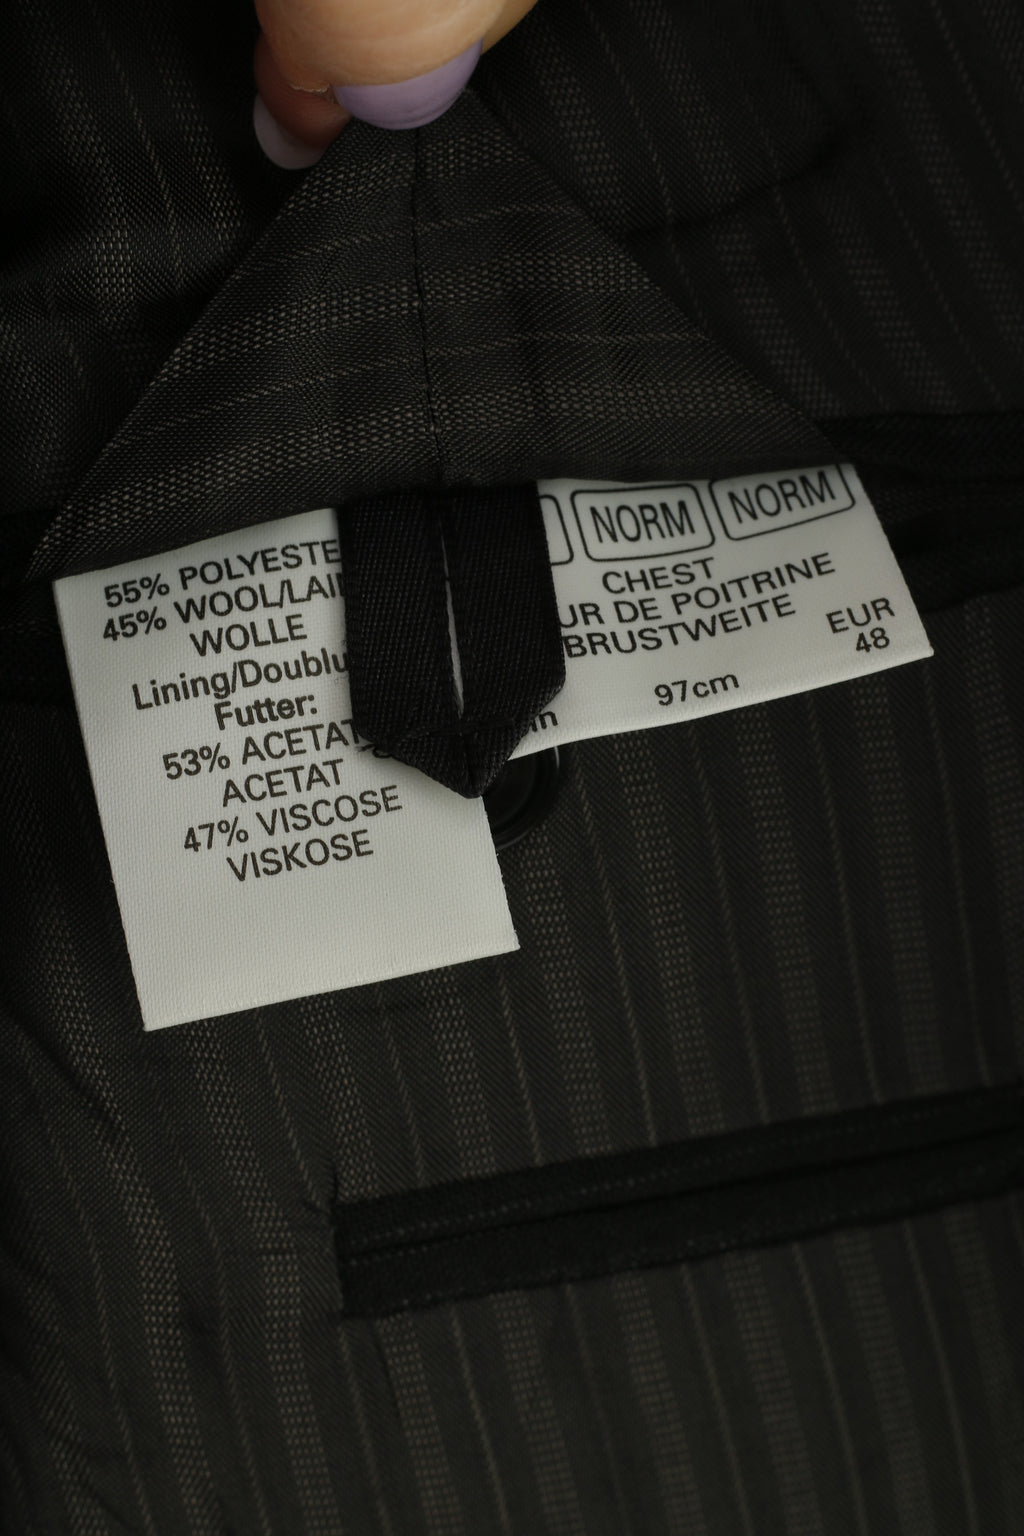 55% POLYESTE
45% WOOL/LAI
WOLLE
Lining/Doublu
Futter:
53% ACETAT
ACETAT
47% VISCOSE
VISKOSE
NORM NORM
CHEST
UR DE POITRINE
BRUSTWEITE
EUR
48
97cm